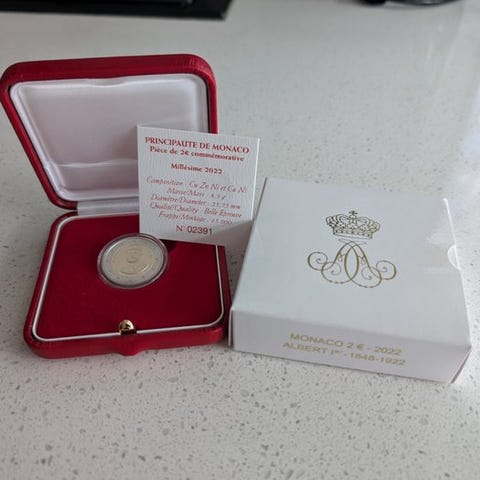 PRINCIPAUTE DE MONACO
Pièce de 2€ commémorative
Millésime 2022
Composition : Cu Zn Ni et Cu Ni
Masse/Mass : 8,5 g
Diamètre/Diameter : 25,75 mm
Qualité/Quality : Belle Epreuve
Frappe/Mintage : 15.000
N° 02391
MONACO 2 € - 2022
ALBERT Iᵉʳ - 1848-1922